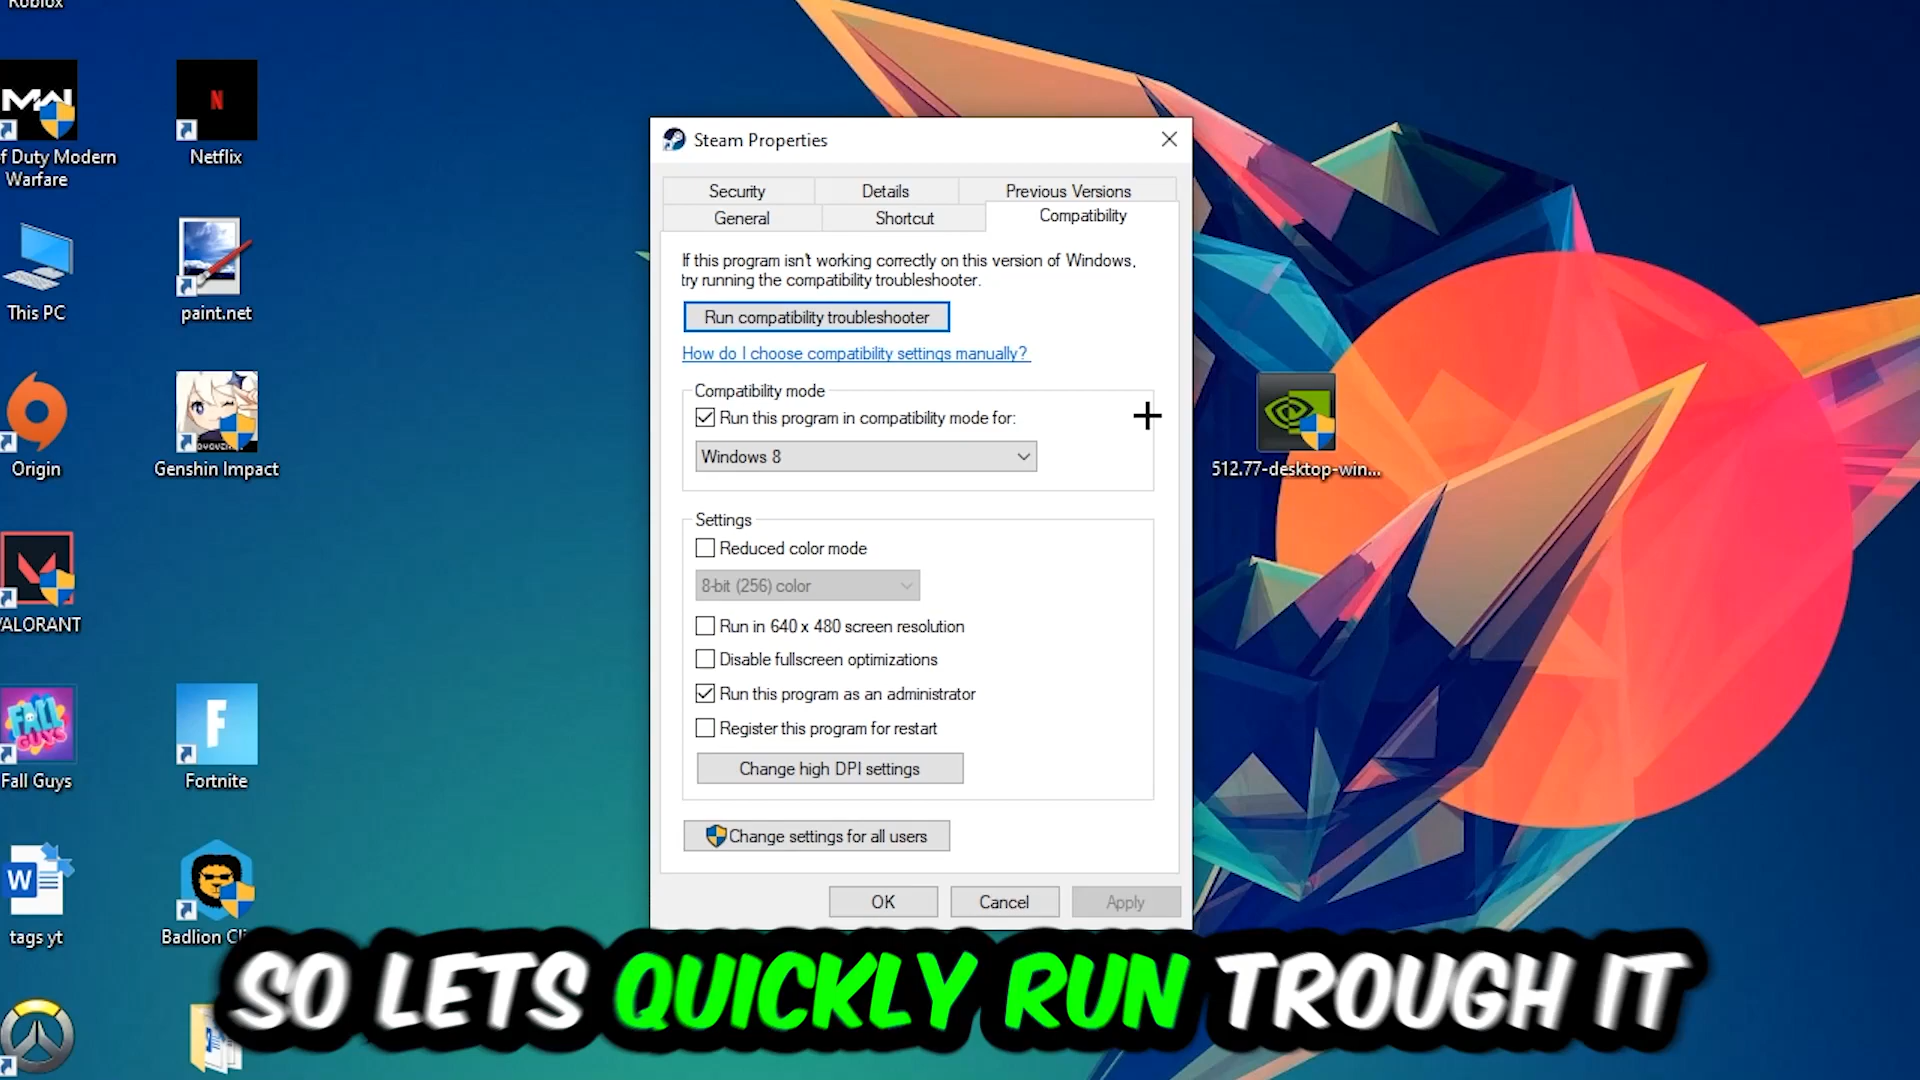 Roblox
MW
f Duty Modern
Warfare
N
Netflix
This PC
paint.net
Origin
Genshin Impact
VALORANT
FALL
GUYS
Fall Guys
F
Fortnite
W
tags yt
Badlion Cli
Steam Properties
Security
Details
Previous Versions
General
Shortcut
Compatibility
If this program isn't working correctly on this version of Windows,
try running the compatibility troubleshooter.
Run compatibility troubleshooter
How do I choose compatibility settings manually?
Compatibility mode
Run this program in compatibility mode for:
Windows 8
Settings
Reduced color mode
8-bit (256) color
Run in 640 x 480 screen resolution
Disable fullscreen optimizations
Run this program as an administrator
Register this program for restart
Change high DPI settings
Change settings for all users
OK
Cancel
Apply
512.77-desktop-win...
SO LETS QUICKLY RUN TROUGH IT